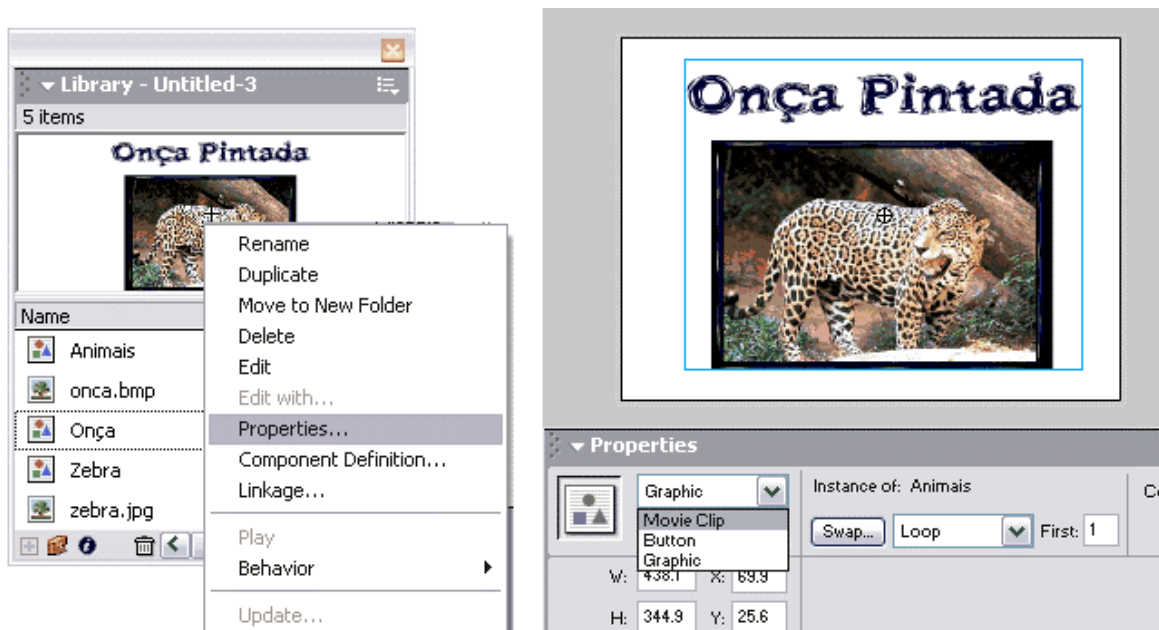 Library - Untitled-3
5 items
Onça Pintada
Name
Animais
onca.bmp
Onça
Zebra
zebra.jpg
Rename
Duplicate
Move to New Folder
Delete
Edit
Edit with...
Properties...
Component Definition...
Linkage...
Play
Behavior
Update...
Onça Pintada
Properties
Graphic
Movie Clip
Button
Graphic
Instance of: Animais
Swap... Loop First: 1
W: 438.1 X: 69.9
H: 344.9 Y: 25.6